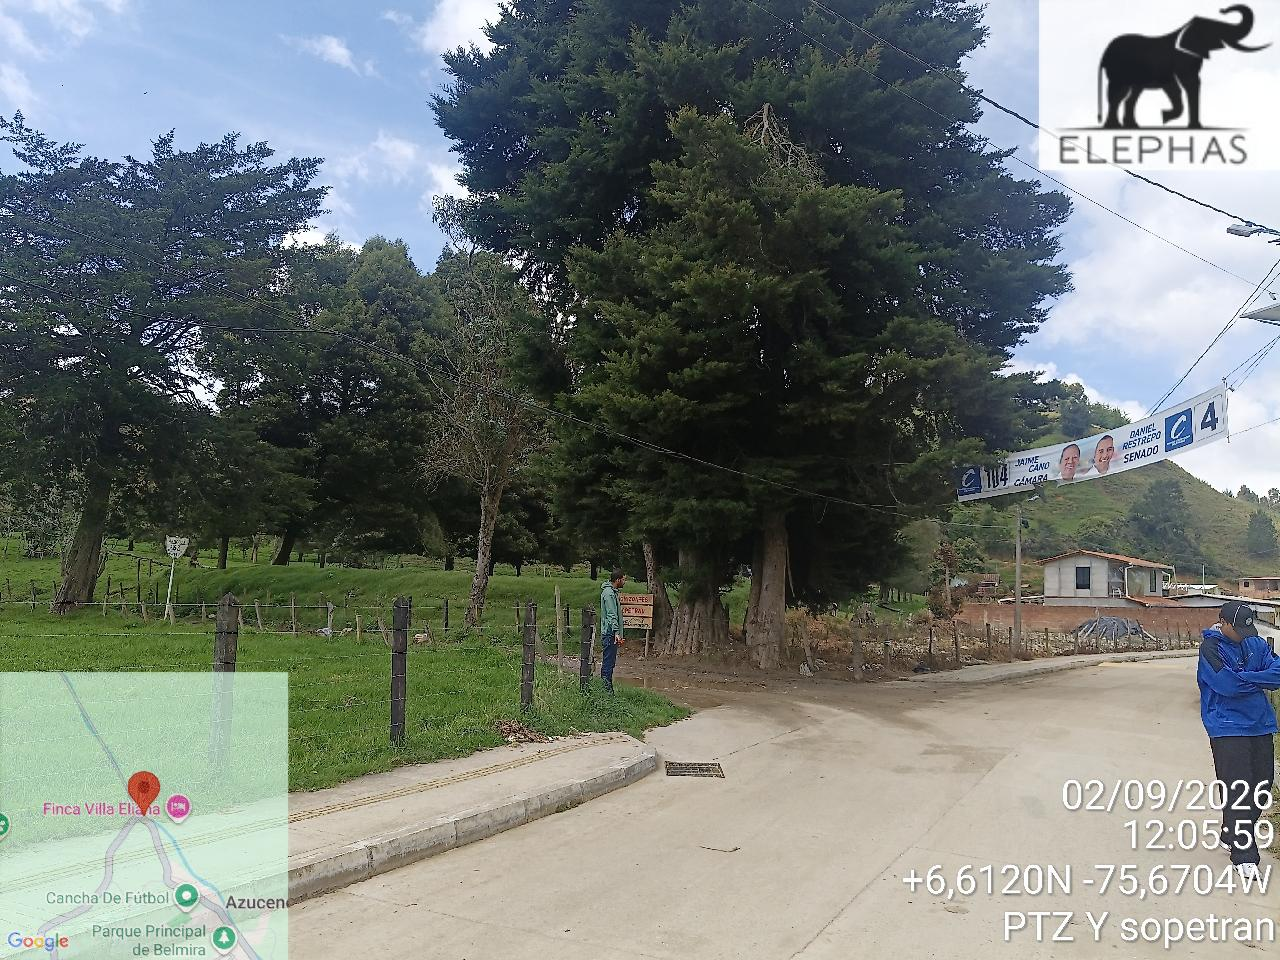 ELEPHAS
104
JAIME
CANO
CÁMARA
DANIEL
RESTREPO
SENADO
4
Finca Villa Eliana
Cancha De Fútbol
Azucen
Parque Principal
de Belmira
Google
02/09/2026
12:05:59
+6,6120N -75,6704W
PTZ Y sopetran